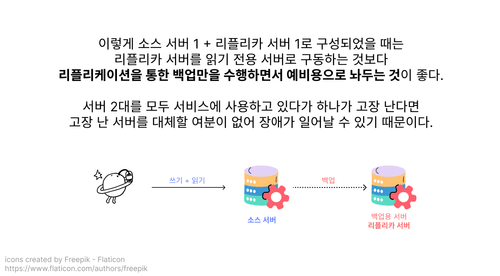 이렇게 소스 서버 1 + 리플리카 서버 1로 구성되었을 때는
리플리카 서버를 읽기 전용 서버로 구동하는 것보다
리플리케이션을 통한 백업만을 수행하면서 예비용으로 놔두는 것이 좋다.
서버 2대를 모두 서비스에 사용하고 있다가 하나가 고장 난다면
고장 난 서버를 대체할 여분이 없어 장애가 일어날 수 있기 때문이다.
쓰기 + 읽기
백업
소스 서버
백업용 서버
리플리카 서버
icons created by Freepik - Flaticon
https://www.flaticon.com/authors/freepik